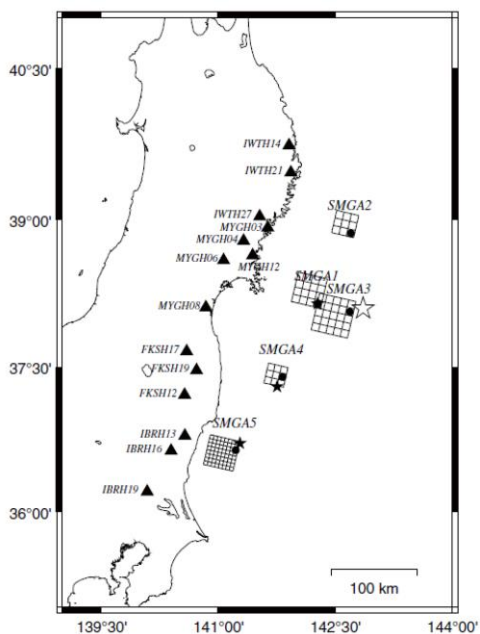 40°30'
IWTH14
IWTH21
SMGA2
IWTH27
39°00'
MYGH03
MYGH04
MYGH06
MYGH12
SMGA1
SMGA3
MYGH08
FKSH17
SMGA4
37°30'
FKSH19
FKSH12
SMGA5
IBRH13
IBRH16
IBRH19
36°00'
100 km
139°30' 141°00' 142°30' 144°00'